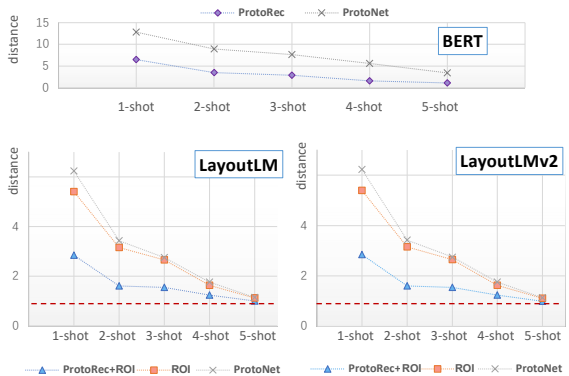 ProtoRec ProtoNet
distance
15
10
5
0
BERT
1-shot 2-shot 3-shot 4-shot 5-shot
distance
4
2
0
LayoutLM
1-shot 2-shot 3-shot 4-shot 5-shot
ProtoRec+ROI ROI ProtoNet
distance
4
2
0
LayoutLMv2
1-shot 2-shot 3-shot 4-shot 5-shot
ProtoRec+ROI ROI ProtoNet